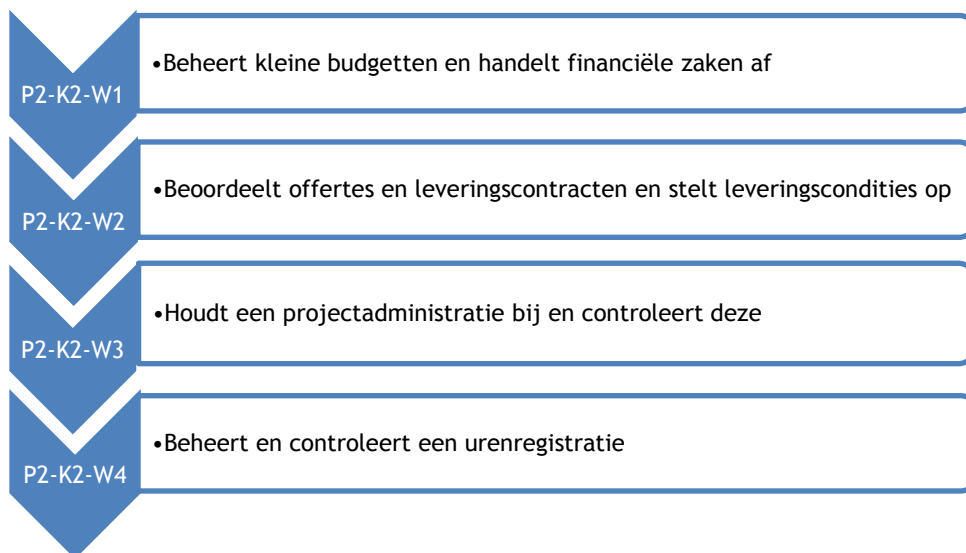 P2-K2-W1
•Beheert kleine budgetten en handelt financiële zaken af
P2-K2-W2
•Beoordeelt offertes en leveringscontracten en stelt leveringscondities op
P2-K2-W3
•Houdt een projectadministratie bij en controleert deze
P2-K2-W4
•Beheert en controleert een urenregistratie